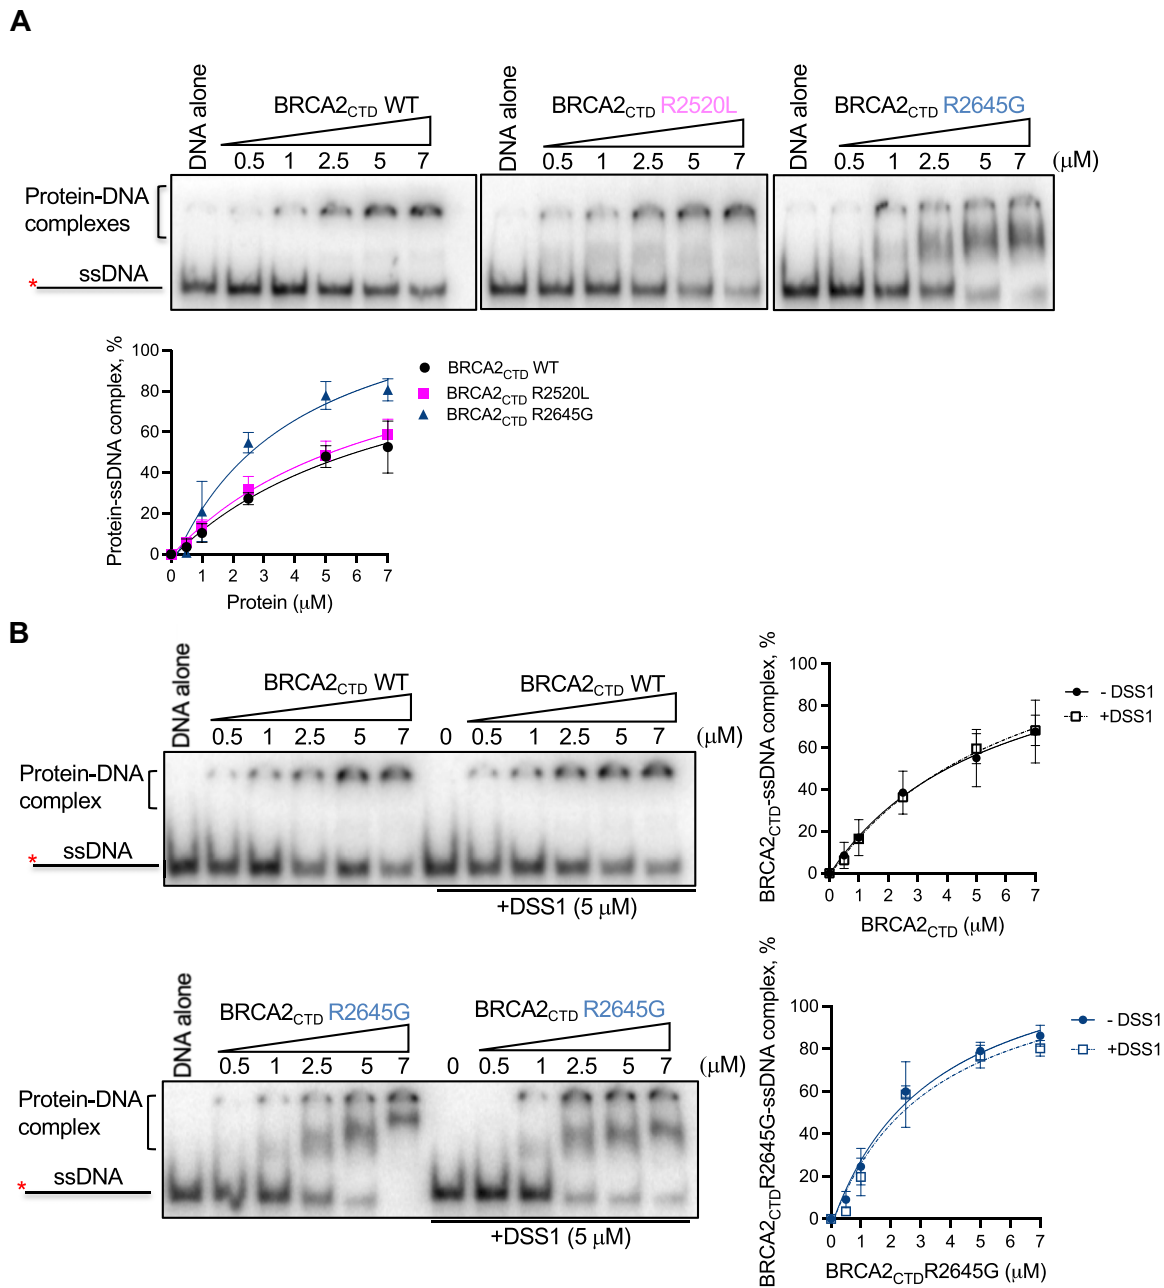 A
DNA alone
BRCA2CTD WT
0.5 1 2.5 5 7
DNA alone
BRCA2CTD R2520L
0.5 1 2.5 5 7
DNA alone
BRCA2CTD R2645G
0.5 1 2.5 5 7 (μM)
Protein-DNA
complexes
* ssDNA
Protein-ssDNA complex, %
100
80
60
40
20
0
0 1 2 3 4 5 6 7
Protein (μM)
BRCA2CTD WT
BRCA2CTD R2520L
BRCA2CTD R2645G
B
DNA alone
BRCA2CTD WT
0.5 1 2.5 5 7
BRCA2CTD WT
0 0.5 1 2.5 5 7 (μM)
Protein-DNA
complex
* ssDNA
+DSS1 (5 μM)
BRCA2CTD-ssDNA complex, %
100
80
60
40
20
0
0 1 2 3 4 5 6 7
BRCA2CTD (μM)
- DSS1
+DSS1
DNA alone
BRCA2CTD R2645G
0.5 1 2.5 5 7
BRCA2CTD R2645G
0 0.5 1 2.5 5 7 (μM)
Protein-DNA
complex
* ssDNA
+DSS1 (5 μM)
BRCA2CTDR2645G-ssDNA complex, %
100
80
60
40
20
0
0 1 2 3 4 5 6 7
BRCA2CTDR2645G (μM)
- DSS1
+DSS1